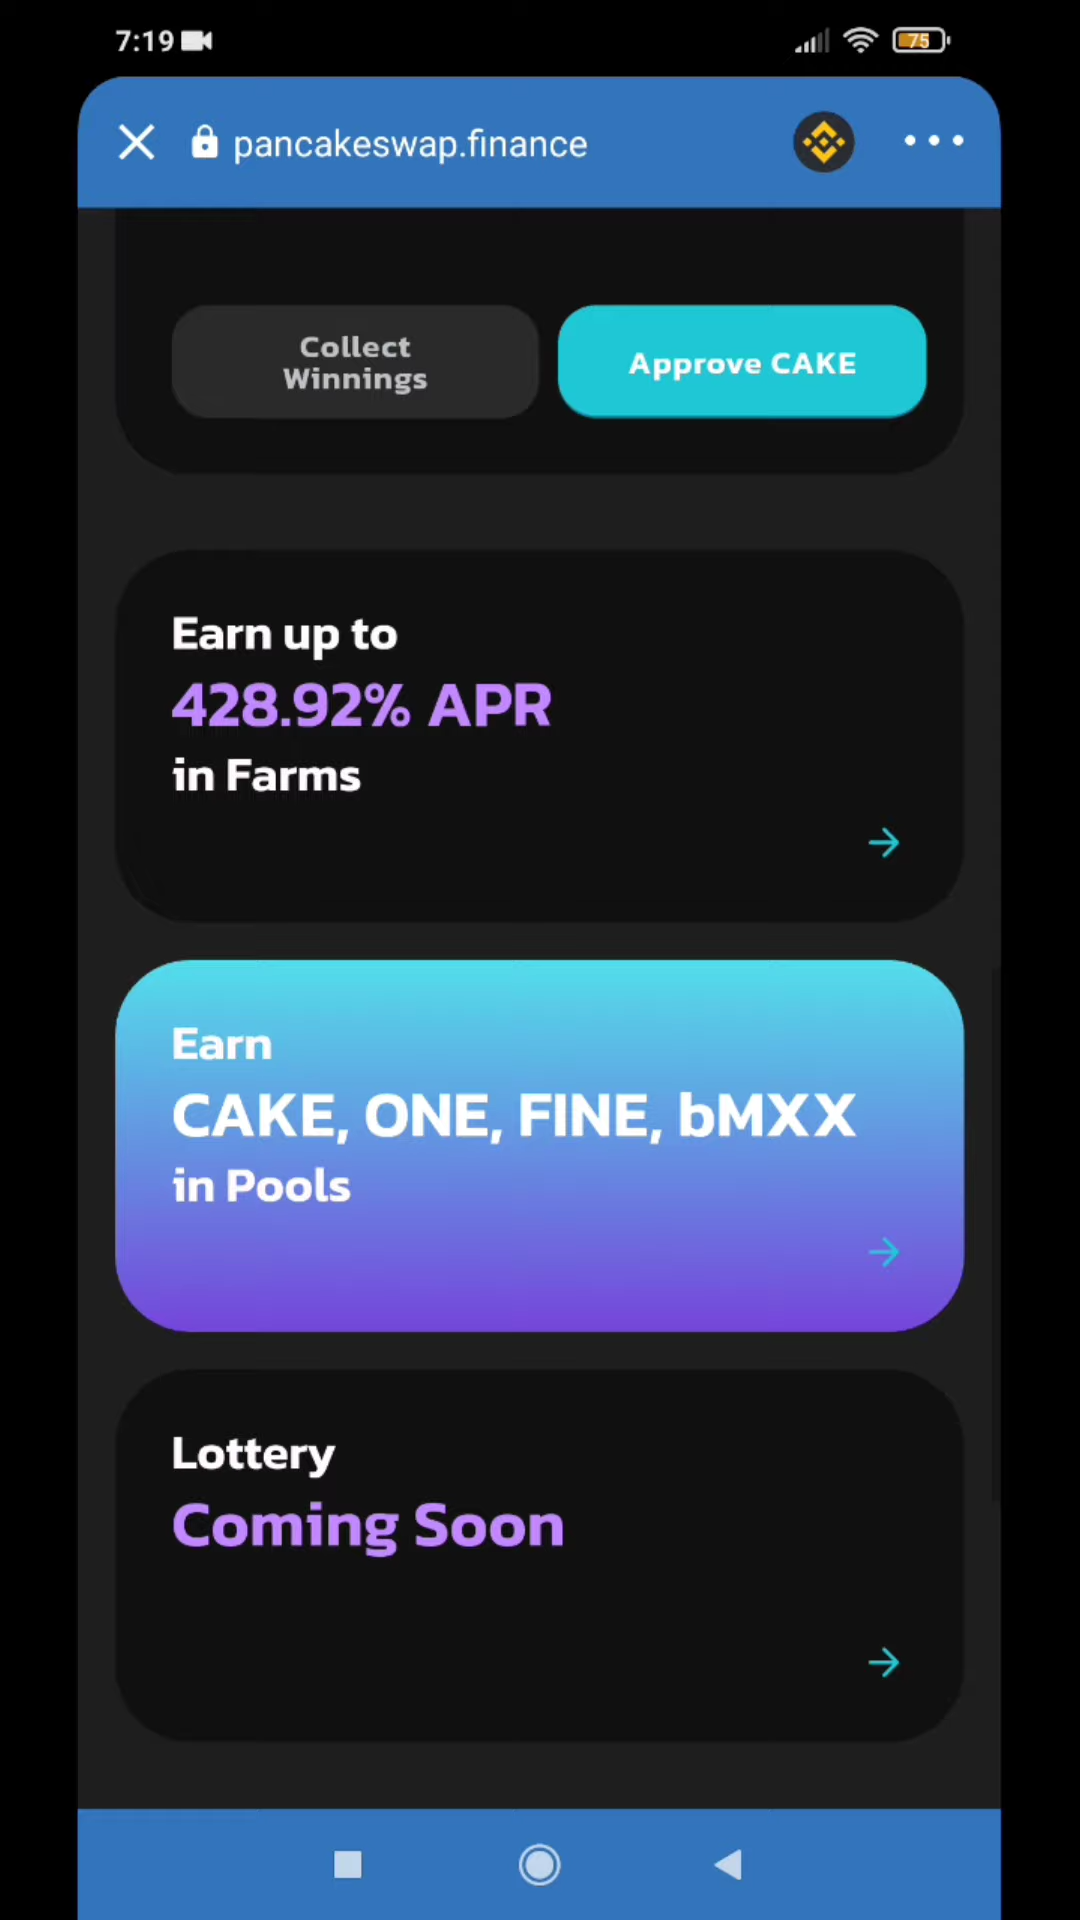 7:19
75
pancakeswap.finance
Collect
Winnings
Approve CAKE
Earn up to
428.92% APR
in Farms
Earn
CAKE, ONE, FINE, bMXX
in Pools
Lottery
Coming Soon